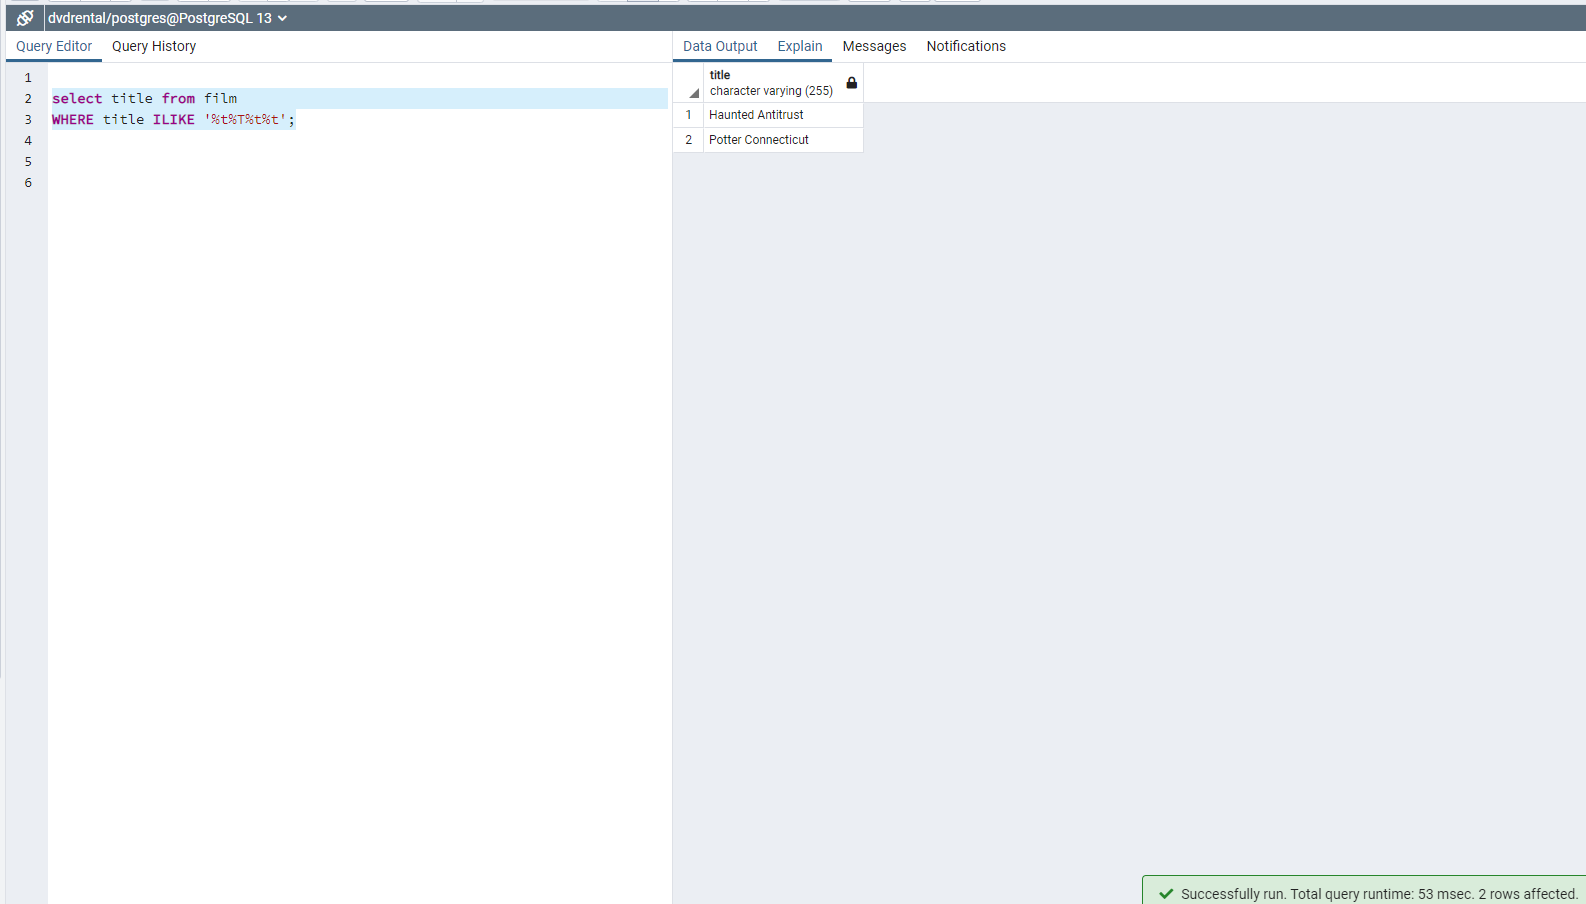 dvdrental/postgres@PostgreSQL 13
Query Editor Query History
1
2 select title from film
3 WHERE title ILIKE '%t%T%t%t';
4
5
6
Data Output Explain Messages Notifications
title
character varying (255)
1 Haunted Antitrust
2 Potter Connecticut
Successfully run. Total query runtime: 53 msec. 2 rows affected.